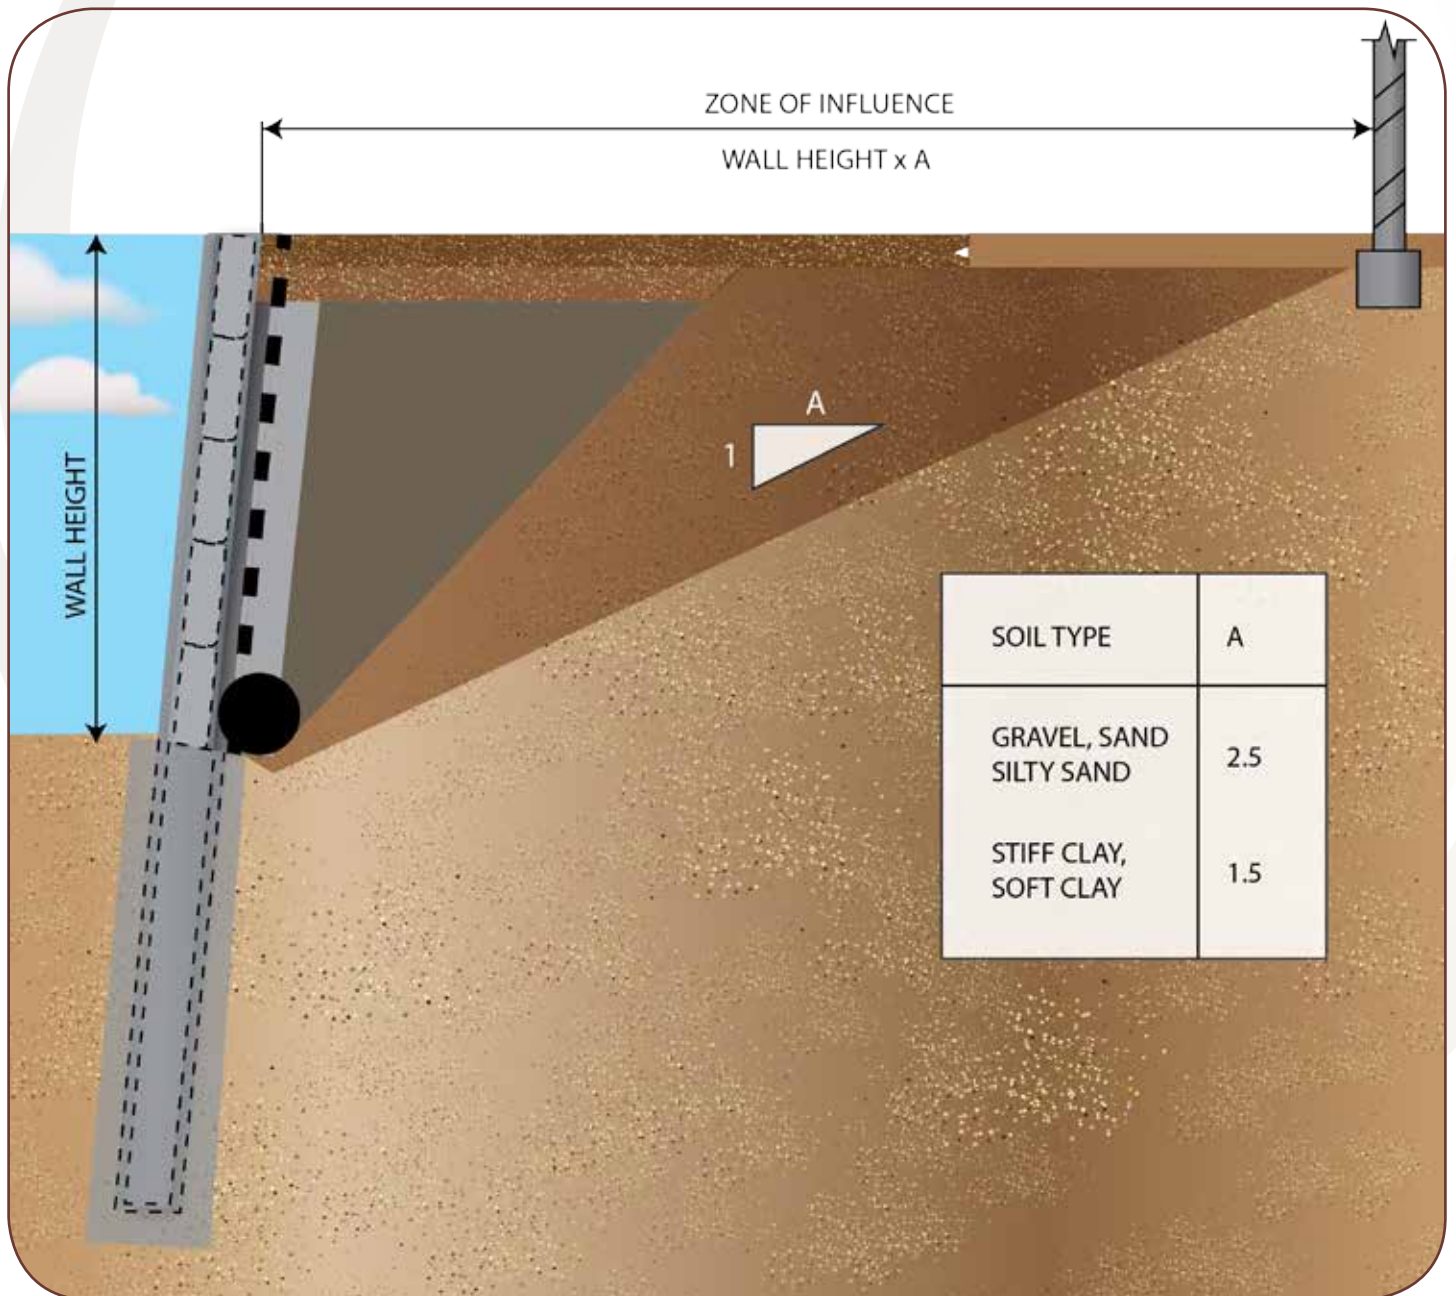 ZONE OF INFLUENCE
WALL HEIGHT x A
WALL HEIGHT
A
1
SOIL TYPE A
GRAVEL, SAND
SILTY SAND 2.5
STIFF CLAY,
SOFT CLAY 1.5